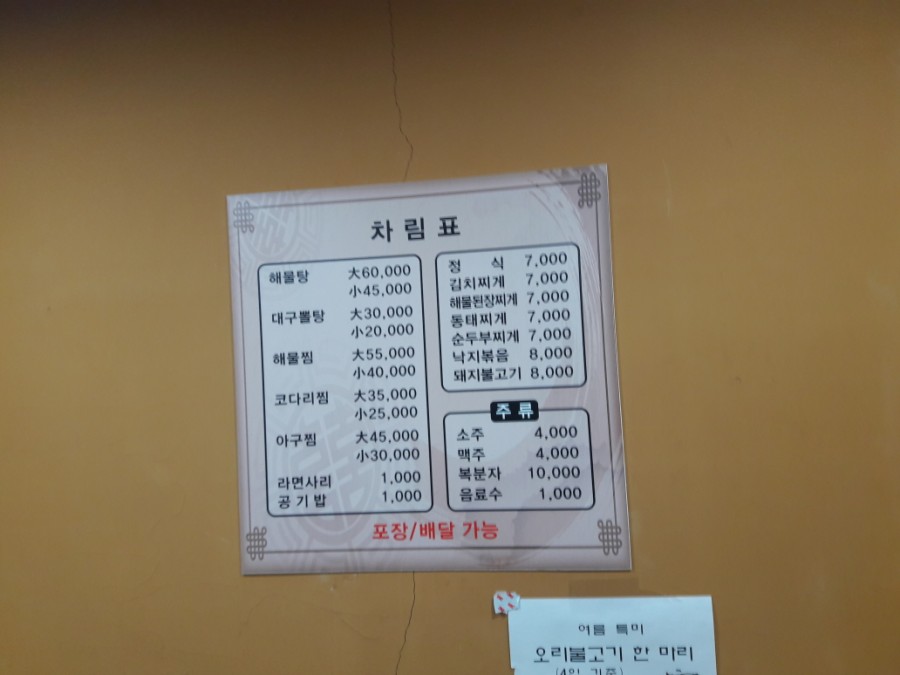 차림표
해물탕 大60,000
小45,000
대구뽈탕 大30,000
小20,000
해물찜 大55,000
小40,000
코다리찜 大35,000
小25,000
아구찜 大45,000
小30,000
라면사리 1,000
공기밥 1,000
정 식 7,000
김치찌게 7,000
해물된장찌게 7,000
동태찌게 7,000
순두부찌게 7,000
낙지볶음 8,000
돼지불고기 8,000
주류
소주 4,000
맥주 4,000
복분자 10,000
음료수 1,000
포장/배달 가능
여름 특미
오리불고기 한 마리